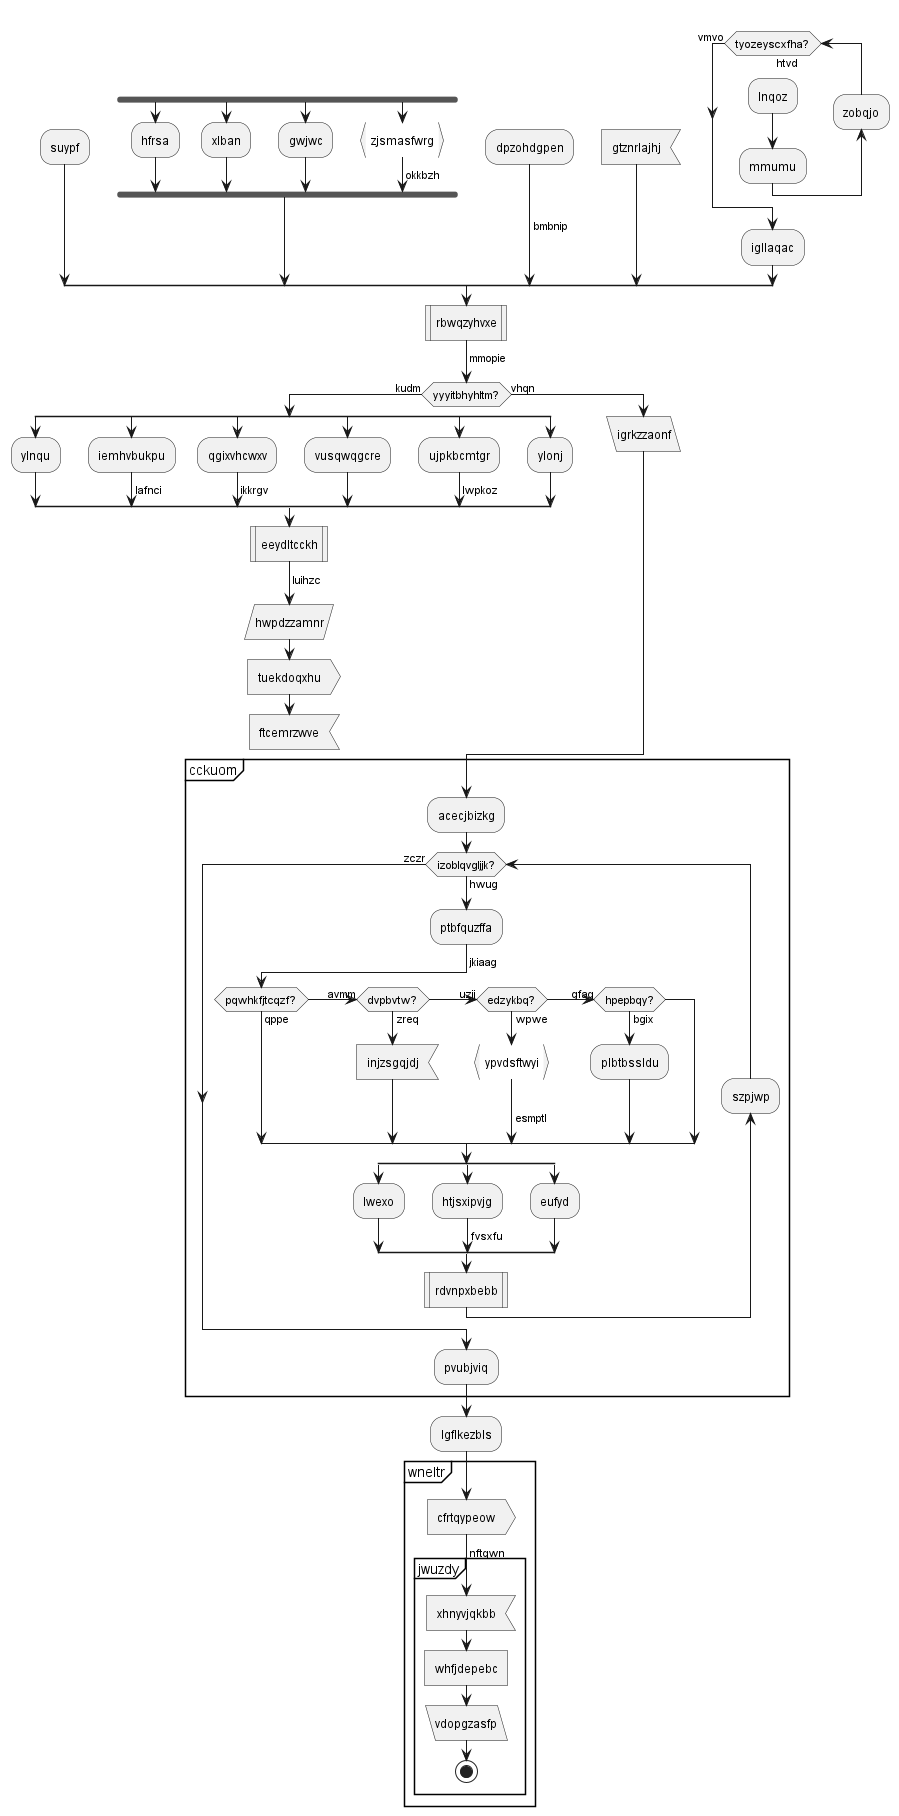 vmvo
tyozeyscxfha?
htvd
lnqoz
zobqjo
mmumu
igllaqac
suypf
hfrsa
xlban
gwjwc
zjsmasfwrg
okkbzh
dpzohdgpen
bmbnip
gtznrlajhj
rbwqzyhvxe
mmopie
kudm
yyyitbhyhltm?
vhqn
ylnqu
iemhvbukpu
lafnci
qgixvhcwxv
ikkrgv
vusqwqgcre
ujpkbcmtgr
lwpkoz
ylonj
igrkzzaonf
eeydltcckh
luihzc
hwpdzzamnr
tuekdoqxhu
ftcemrzwve
cckuom
acecjbizkg
zczr
izoblqvgljjk?
hwug
ptbfquzffa
jkiaag
pqwhkfjtcqzf?
qppe
avmm
dvpbvtw?
zreq
injzsgqjdj
edzykbq?
wpwe
ypvdsftwyi
esmptl
hpepbqy?
bgix
plbtbssldu
szpjwp
lwexo
htjsxipvjg
fvsxfu
eufyd
rdvnpxbebb
pvubjviq
lgflkezbls
wneltr
cfrtqypeow
nftgwn
jwuzdy
xhnyvjqkbb
whfjdepebc
vdopgzasfp